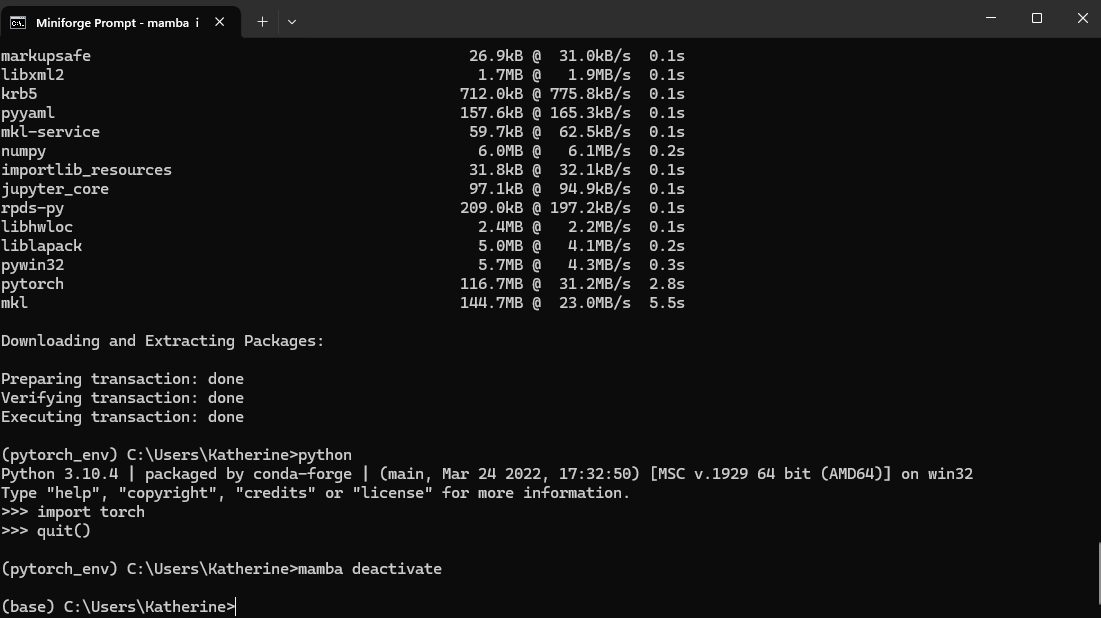 Miniforge Prompt - mamba i
markupsafe 26.9kB @ 31.0kB/s 0.1s
libxml2 1.7MB @ 1.9MB/s 0.1s
krb5 712.0kB @ 775.8kB/s 0.1s
pyyaml 157.6kB @ 165.3kB/s 0.1s
mkl-service 59.7kB @ 62.5kB/s 0.1s
numpy 6.0MB @ 6.1MB/s 0.2s
importlib_resources 31.8kB @ 32.1kB/s 0.1s
jupyter_core 97.1kB @ 94.9kB/s 0.1s
rpds-py 209.0kB @ 197.2kB/s 0.1s
libhwloc 2.4MB @ 2.2MB/s 0.1s
liblapack 5.0MB @ 4.1MB/s 0.2s
pywin32 5.7MB @ 4.3MB/s 0.3s
pytorch 116.7MB @ 31.2MB/s 2.8s
mkl 144.7MB @ 23.0MB/s 5.5s
Downloading and Extracting Packages:
Preparing transaction: done
Verifying transaction: done
Executing transaction: done
(pytorch_env) C:\Users\Katherine>python
Python 3.10.4 | packaged by conda-forge | (main, Mar 24 2022, 17:32:50) [MSC v.1929 64 bit (AMD64)] on win32
Type "help", "copyright", "credits" or "license" for more information.
>>> import torch
>>> quit()
(pytorch_env) C:\Users\Katherine>mamba deactivate
(base) C:\Users\Katherine>